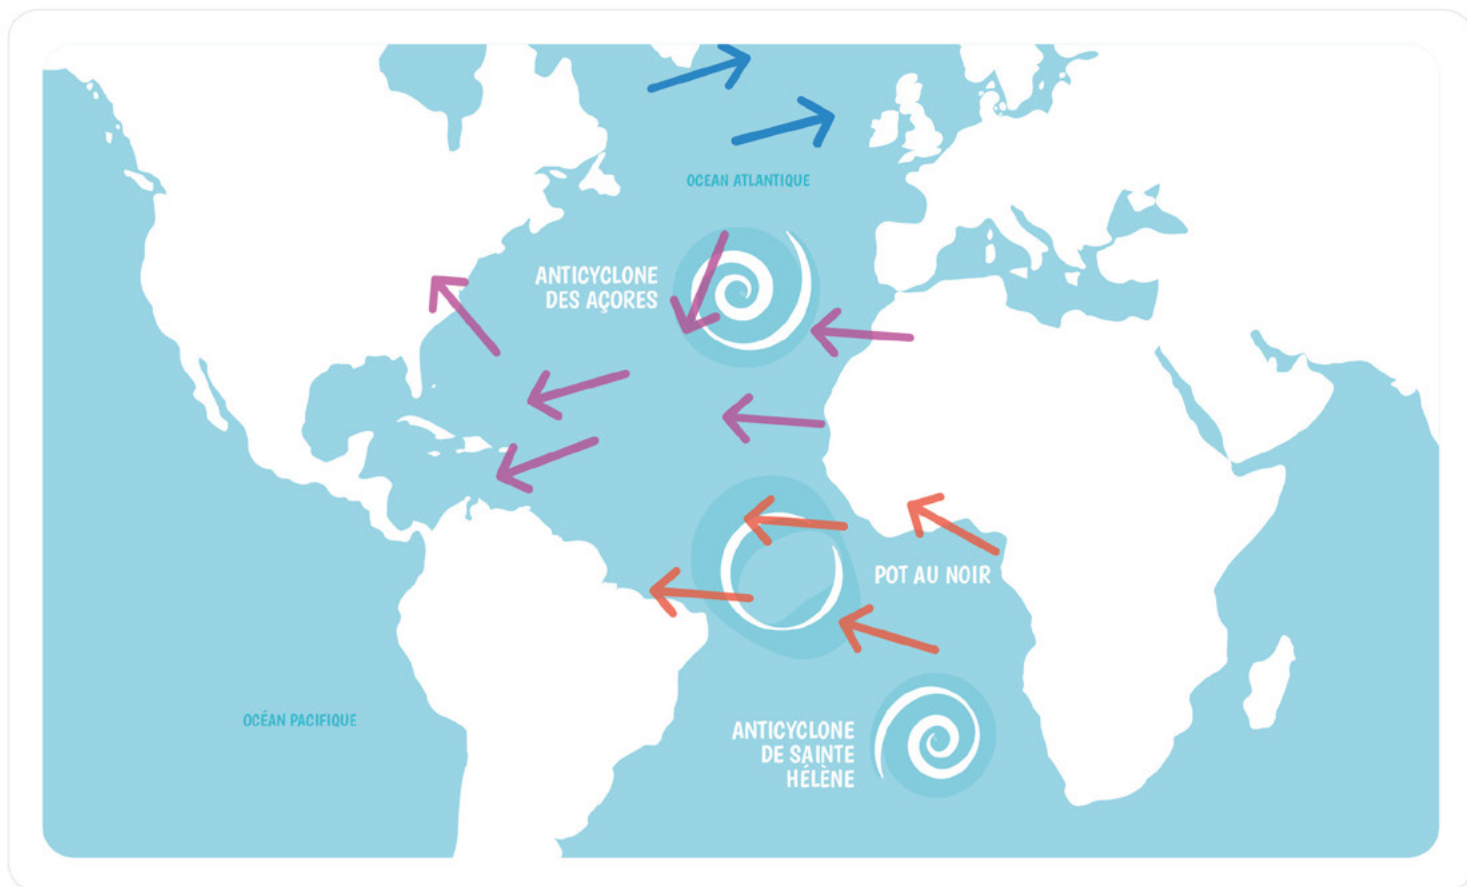 OCEAN ATLANTIQUE
ANTICYCLONE
DES AÇORES
POT AU NOIR
OCÉAN PACIFIQUE
ANTICYCLONE
DE SAINTE
HÉLÈNE